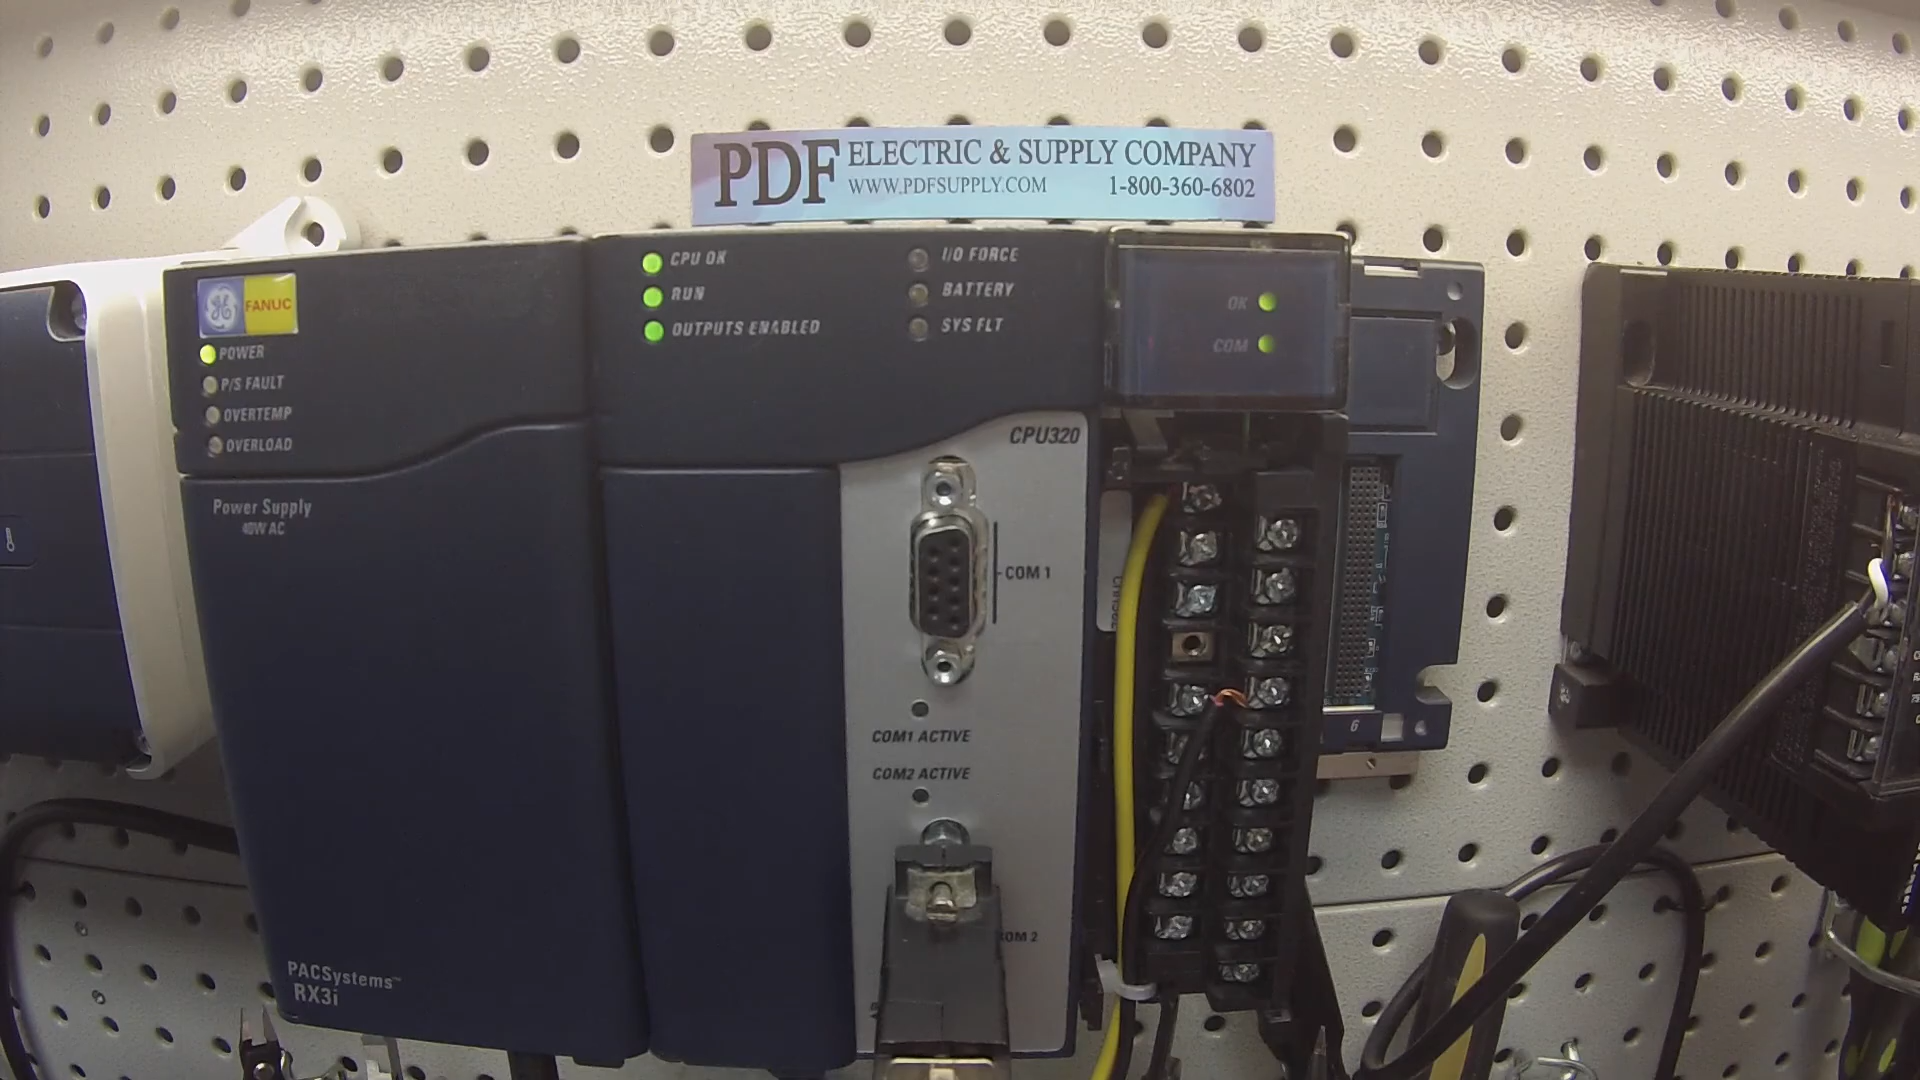 PDF ELECTRIC & SUPPLY COMPANY
WWW.PDFSUPPLY.COM 1-800-360-6802
GE FANUC
POWER
P/S FAULT
OVERTEMP
OVERLOAD
Power Supply
40W AC
PACSystems™
RX3i
CPU OK
RUN
OUTPUTS ENABLED
I/O FORCE
BATTERY
SYS FLT
CPU320
COM 1
COM1 ACTIVE
COM2 ACTIVE
COM 2
OK
COM
6